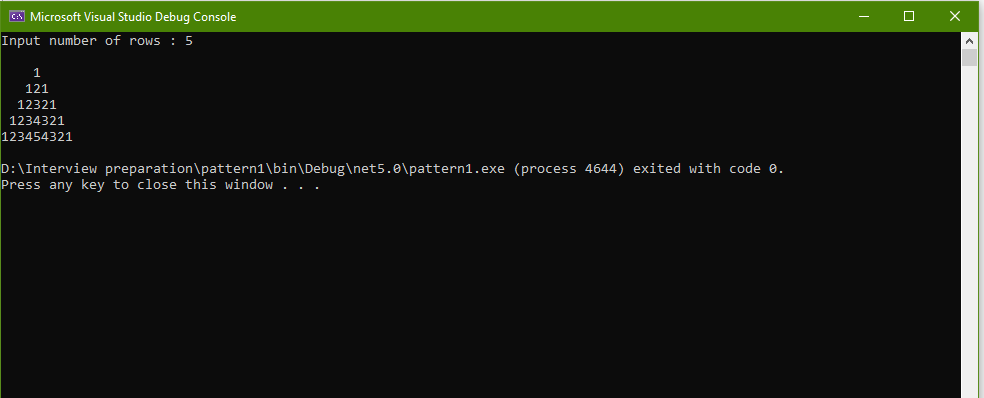 Microsoft Visual Studio Debug Console
Input number of rows : 5
    1
   121
  12321
 1234321
123454321
D:\Interview preparation\pattern1\bin\Debug\net5.0\pattern1.exe (process 4644) exited with code 0.
Press any key to close this window . . .